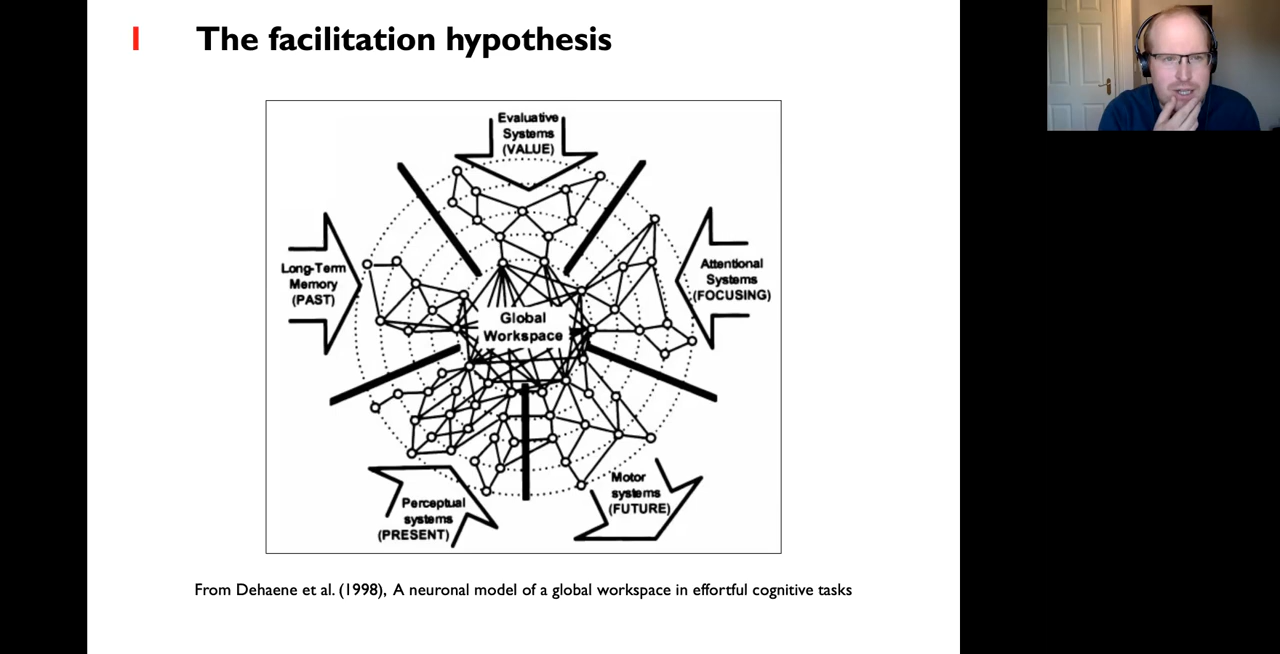 I The facilitation hypothesis
Evaluative
Systems
(VALUE)
Long-Term
Memory
(PAST)
Attentional
Systems
(FOCUSING)
Global
Workspace
Perceptual
systems
(PRESENT)
Motor
systems
(FUTURE)
From Dehaene et al. (1998), A neuronal model of a global workspace in effortful cognitive tasks